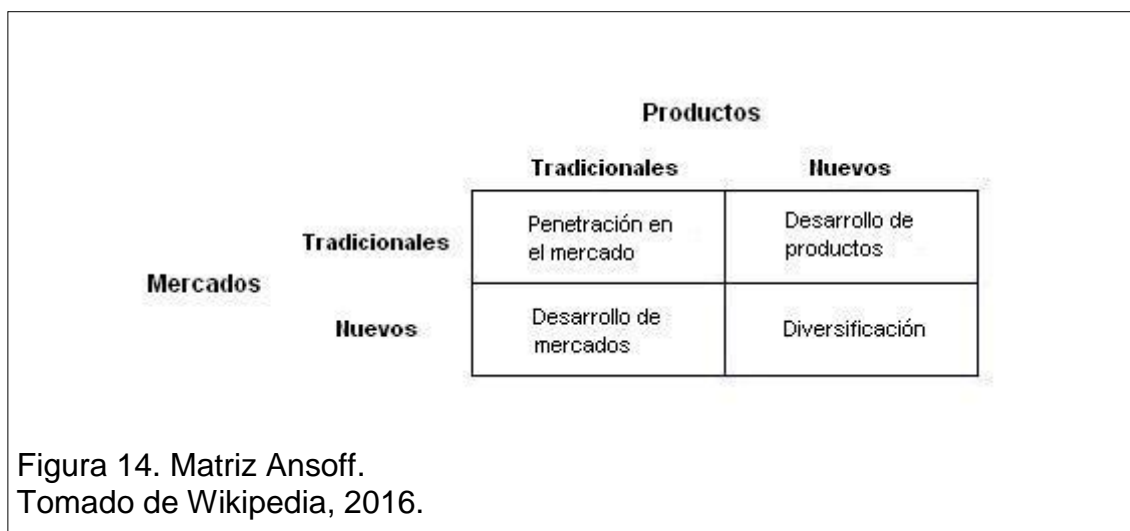 Productos
Tradicionales Nuevos
Tradicionales
Penetración en
el mercado
Desarrollo de
productos
Mercados
Nuevos
Desarrollo de
mercados
Diversificación
Figura 14. Matriz Ansoff.
Tomado de Wikipedia, 2016.